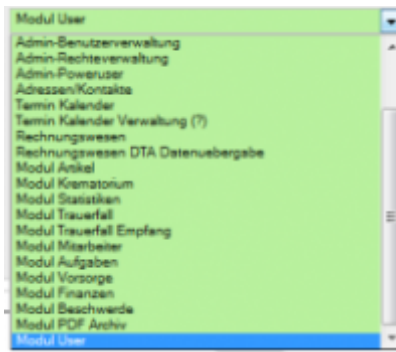 Modul User
Admin-Benutzerverwaltung
Admin-Rechteverwaltung
Admin-Poweruser
Adressen/Kontakte
Termin Kalender
Termin Kalender Verwaltung (?)
Rechnungswesen
Rechnungswesen DTA Datenuebergabe
Modul Artikel
Modul Krematorium
Modul Statistiken
Modul Trauerfall
Modul Trauerfall Empfang
Modul Mitarbeiter
Modul Aufgaben
Modul Vorsorge
Modul Finanzen
Modul Beschwerde
Modul PDF Archiv
Modul User